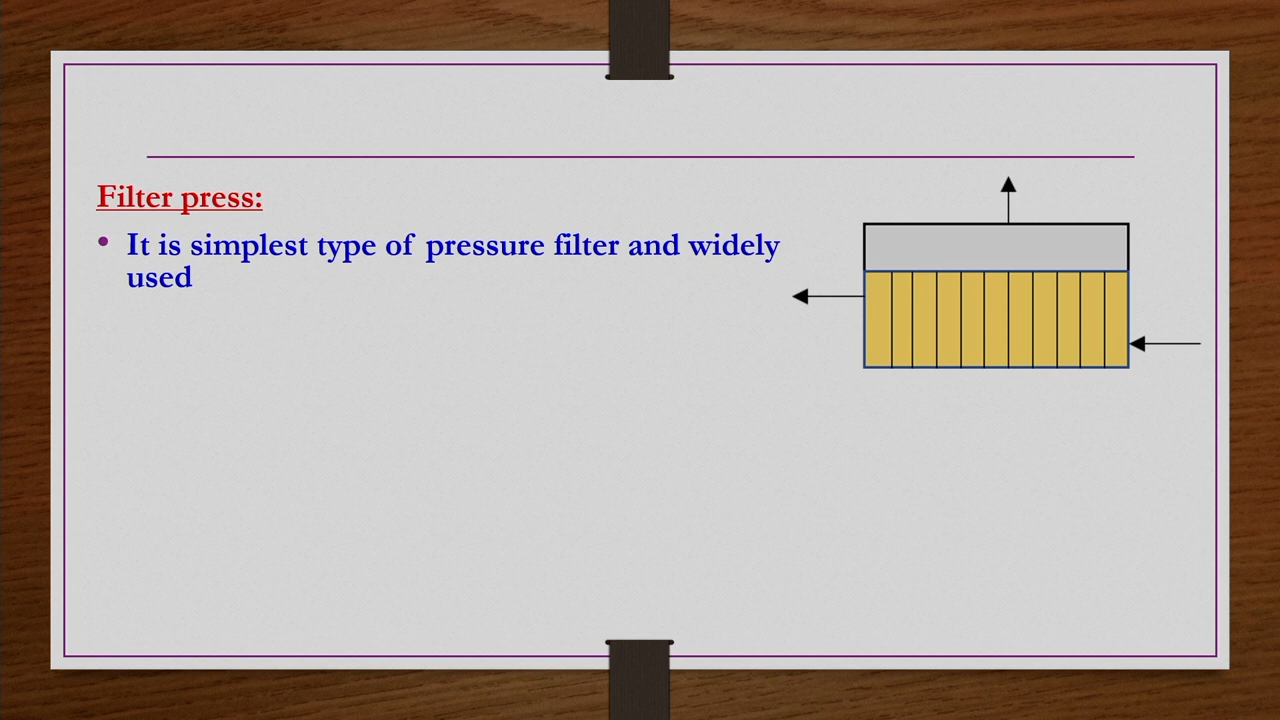 Filter press:
• It is simplest type of pressure filter and widely
used